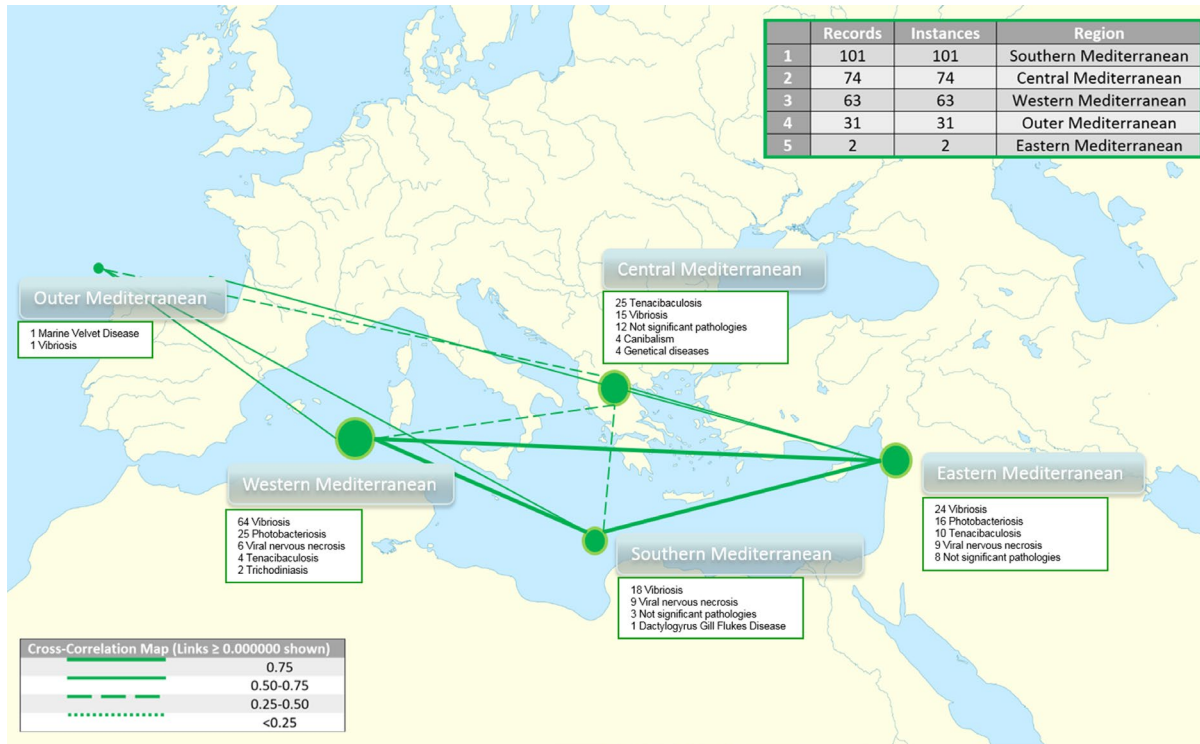 Records Instances Region
1 101 101 Southern Mediterranean
2 74 74 Central Mediterranean
3 63 63 Western Mediterranean
4 31 31 Outer Mediterranean
5 2 2 Eastern Mediterranean
Central Mediterranean
25 Tenacibaculosis
15 Vibriosis
12 Not significant pathologies
4 Canibalism
4 Genetical diseases
Outer Mediterranean
1 Marine Velvet Disease
1 Vibriosis
Western Mediterranean
64 Vibriosis
25 Photobacteriosis
6 Viral nervous necrosis
4 Tenacibaculosis
2 Trichodiniasis
Eastern Mediterranean
24 Vibriosis
16 Photobacteriosis
10 Tenacibaculosis
9 Viral nervous necrosis
8 Not significant pathologies
Southern Mediterranean
18 Vibriosis
9 Viral nervous necrosis
3 Not significant pathologies
1 Dactylogyrus Gill Flukes Disease
Cross-Correlation Map (Links ≥ 0.000000 shown)
0.75
0.50-0.75
0.25-0.50
<0.25